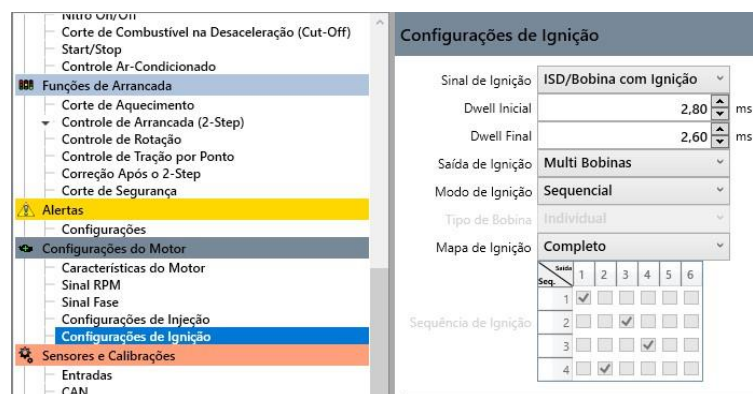 Nitro On/Off
Corte de Combustível na Desaceleração (Cut-Off)
Start/Stop
Controle Ar-Condicionado
Funções de Arrancada
Corte de Aquecimento
Controle de Arrancada (2-Step)
Controle de Rotação
Controle de Tração por Ponto
Correção Após o 2-Step
Corte de Segurança
Alertas
Configurações
Configurações do Motor
Características do Motor
Sinal RPM
Sinal Fase
Configurações de Injeção
Configurações de Ignição
Sensores e Calibrações
Entradas
CAN
Configurações de Ignição
Sinal de Ignição ISD/Bobina com Ignição
Dwell Inicial 2,80 ms
Dwell Final 2,60 ms
Saída de Ignição Multi Bobinas
Modo de Ignição Sequencial
Tipo de Bobina Individual
Mapa de Ignição Completo
Saída 1 2 3 4 5 6
Seq.
1
Sequência de Ignição 2
3
4